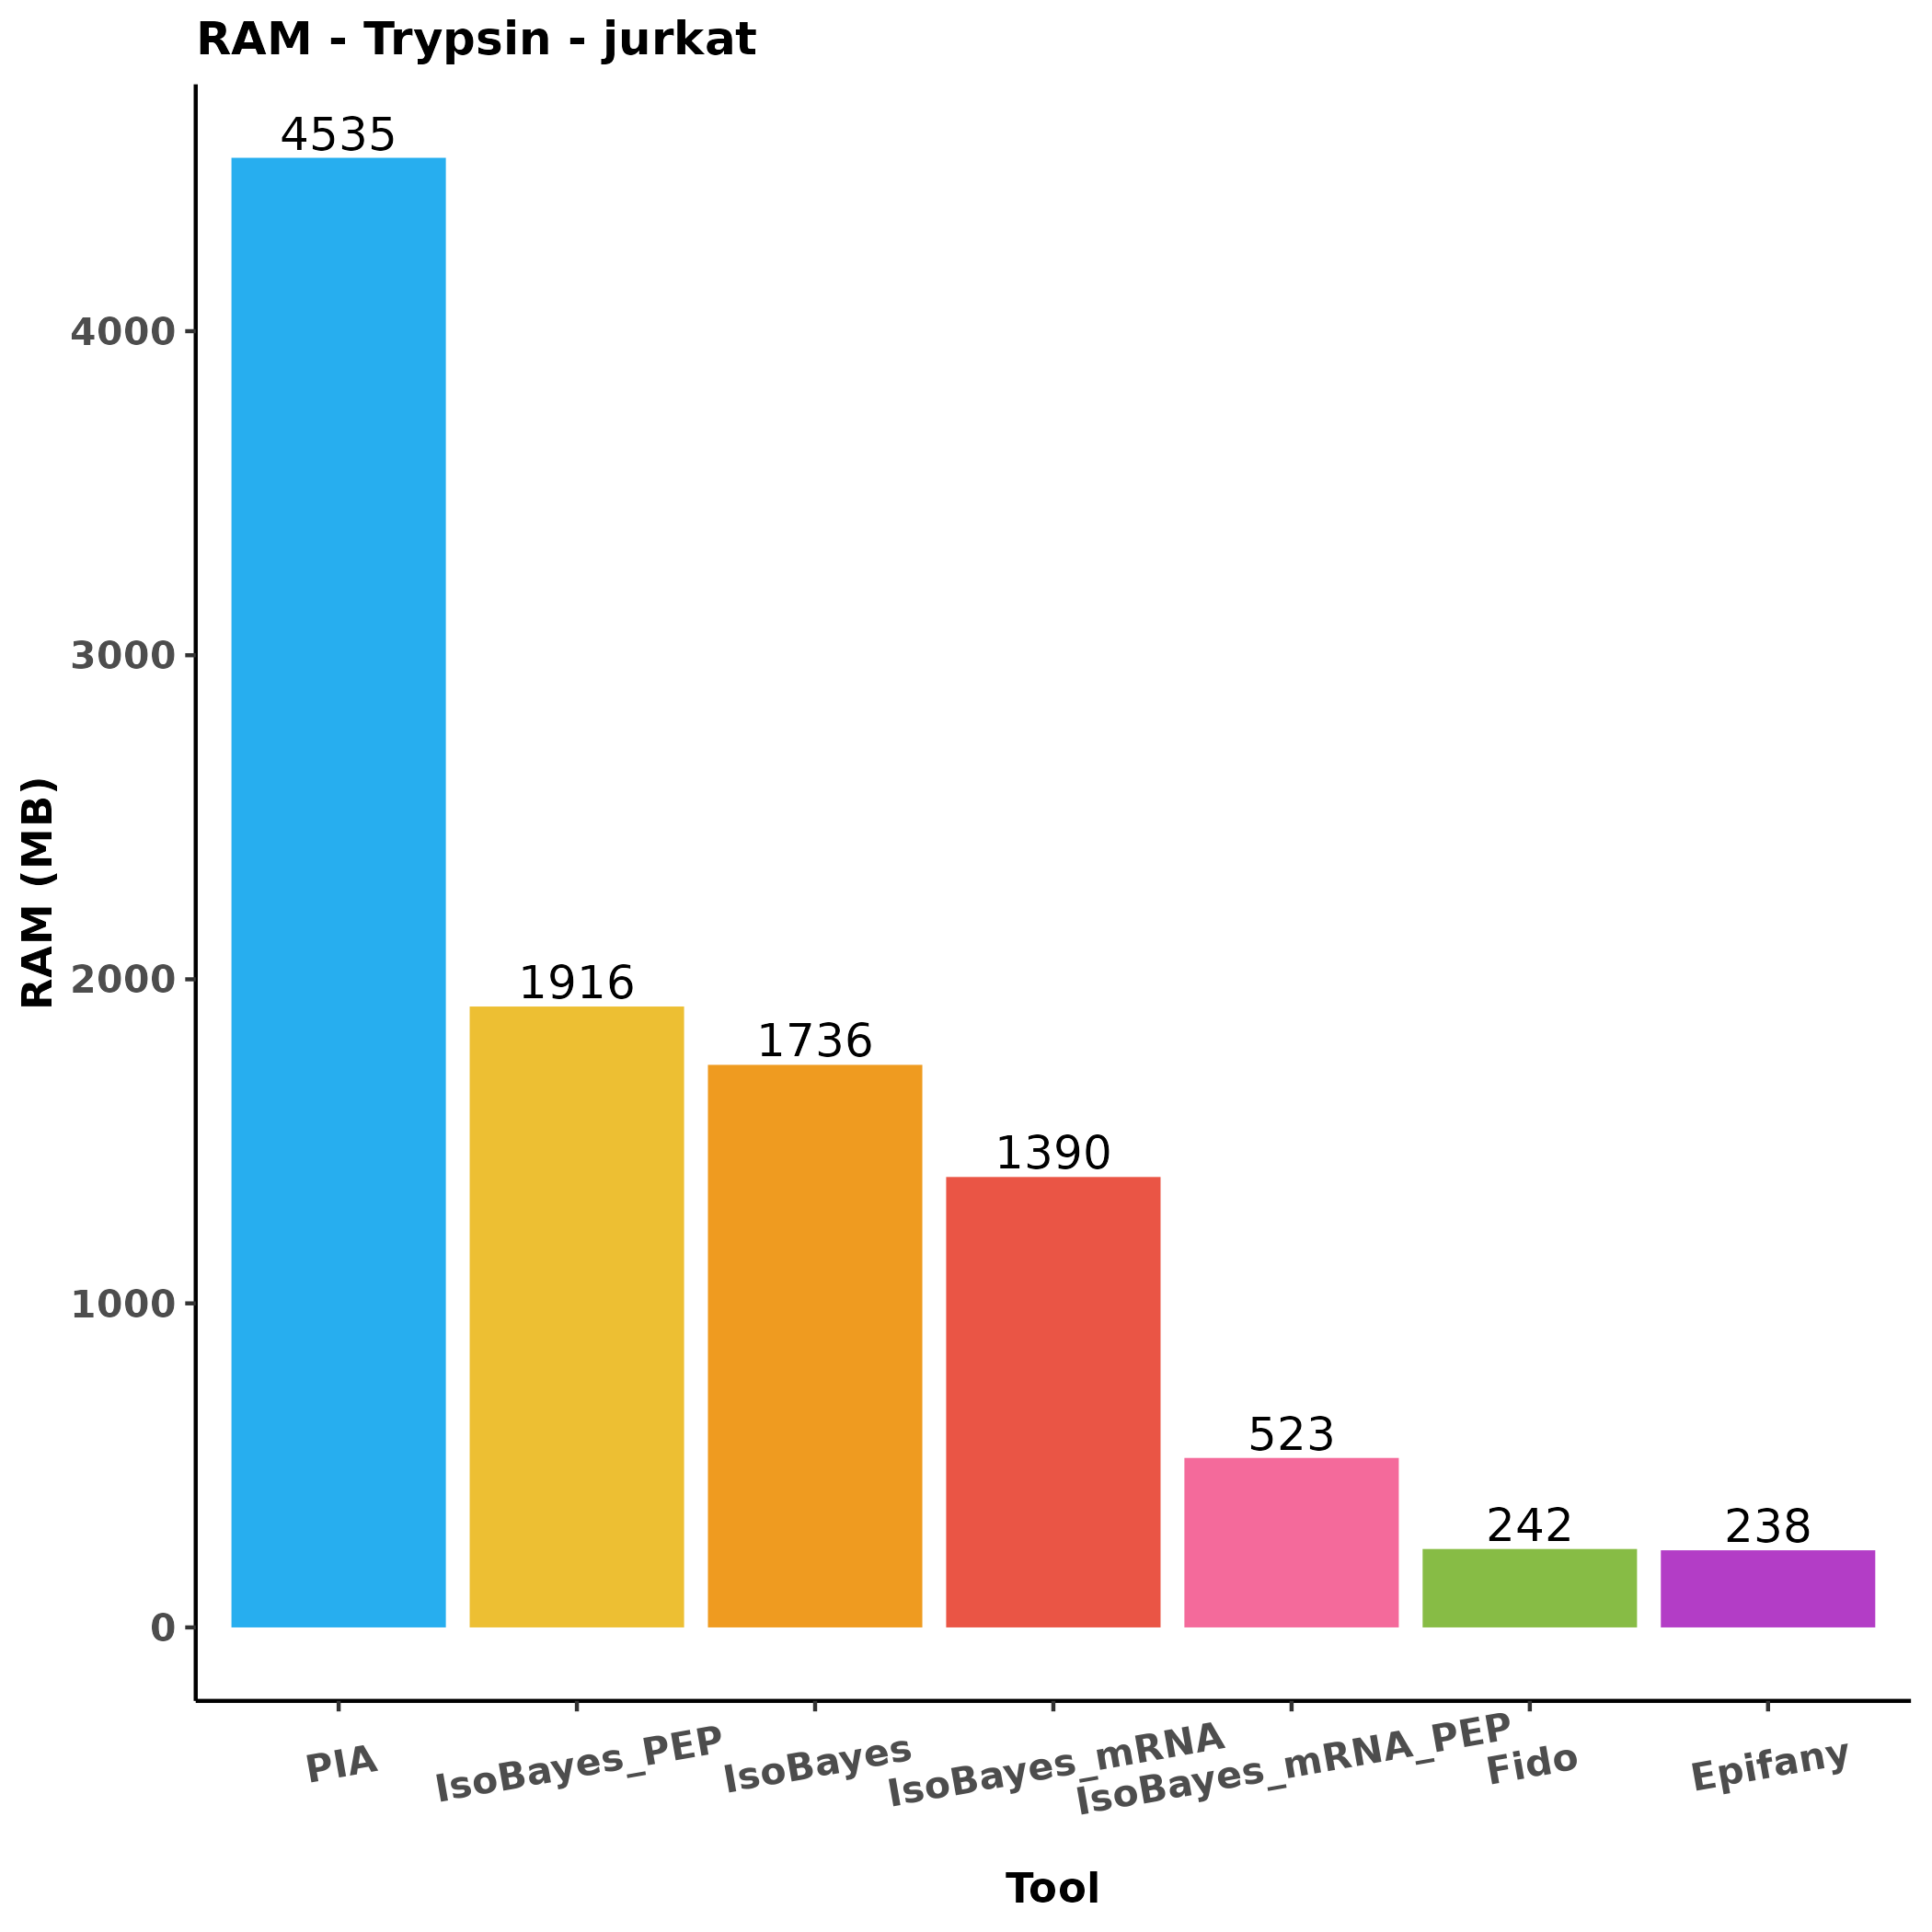 RAM - Trypsin - jurkat
RAM (MB)
4000
3000
2000
1000
0
4535
1916
1736
1390
523
242
238
PIA
IsoBayes_PEP
IsoBayes
IsoBayes_mRNA
IsoBayes_mRNA_PEP
Fido
Epifany
Tool